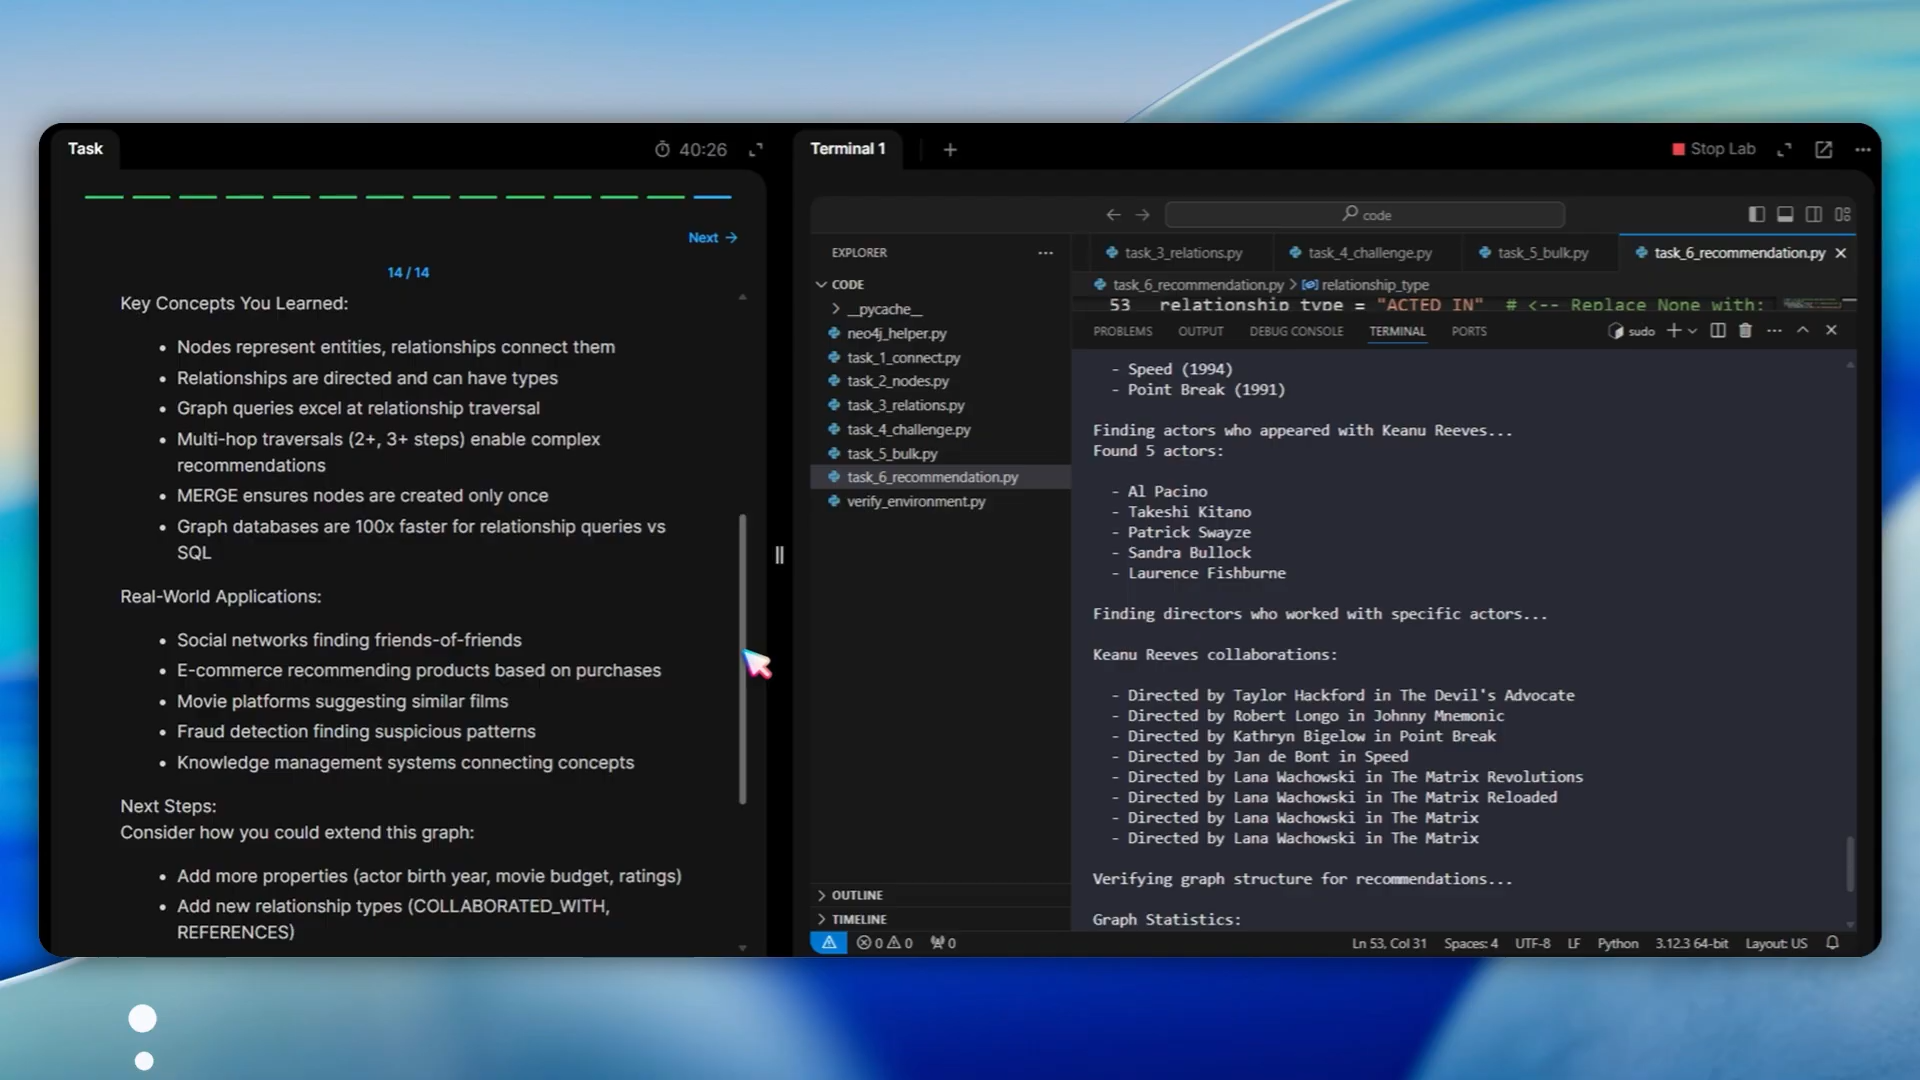 Task
40:26
Next →
14 / 14
Key Concepts You Learned:
• Nodes represent entities, relationships connect them
• Relationships are directed and can have types
• Graph queries excel at relationship traversal
• Multi-hop traversals (2+, 3+ steps) enable complex
recommendations
• MERGE ensures nodes are created only once
• Graph databases are 100x faster for relationship queries vs
SQL
Real-World Applications:
• Social networks finding friends-of-friends
• E-commerce recommending products based on purchases
• Movie platforms suggesting similar films
• Fraud detection finding suspicious patterns
• Knowledge management systems connecting concepts
Next Steps:
Consider how you could extend this graph:
• Add more properties (actor birth year, movie budget, ratings)
• Add new relationship types (COLLABORATED_WITH,
REFERENCES)
Terminal 1
Stop Lab
code
EXPLORER
CODE
__pycache__
neo4j_helper.py
task_1_connect.py
task_2_nodes.py
task_3_relations.py
task_4_challenge.py
task_5_bulk.py
task_6_recommendation.py
verify_environment.py
OUTLINE
TIMELINE
task_3_relations.py
task_4_challenge.py
task_5_bulk.py
task_6_recommendation.py
task_6_recommendation.py > relationship_type
53 relationship_type = "ACTED_IN" # <-- Replace None with:
PROBLEMS OUTPUT DEBUG CONSOLE TERMINAL PORTS
sudo
- Speed (1994)
- Point Break (1991)
Finding actors who appeared with Keanu Reeves...
Found 5 actors:
- Al Pacino
- Takeshi Kitano
- Patrick Swayze
- Sandra Bullock
- Laurence Fishburne
Finding directors who worked with specific actors...
Keanu Reeves collaborations:
- Directed by Taylor Hackford in The Devil's Advocate
- Directed by Robert Longo in Johnny Mnemonic
- Directed by Kathryn Bigelow in Point Break
- Directed by Jan de Bont in Speed
- Directed by Lana Wachowski in The Matrix Revolutions
- Directed by Lana Wachowski in The Matrix Reloaded
- Directed by Lana Wachowski in The Matrix
- Directed by Lana Wachowski in The Matrix
Verifying graph structure for recommendations...
Graph Statistics:
0 0 0
Ln 53, Col 31 Spaces: 4 UTF-8 LF Python 3.12.3 64-bit Layout: US